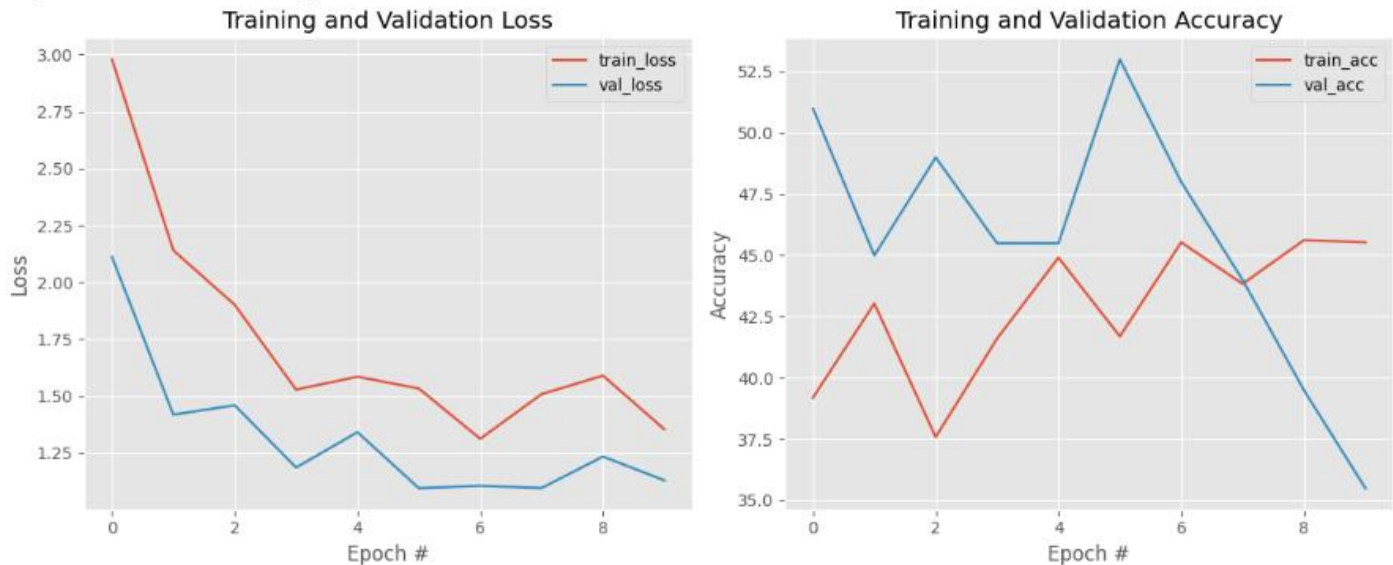 Training and Validation Loss
3.00
2.75
2.50
2.25
2.00
1.75
1.50
1.25
Loss
train_loss
val_loss
0 2 4 6 8
Epoch #
Training and Validation Accuracy
52.5
50.0
47.5
45.0
42.5
40.0
37.5
35.0
Accuracy
train_acc
val_acc
0 2 4 6 8
Epoch #